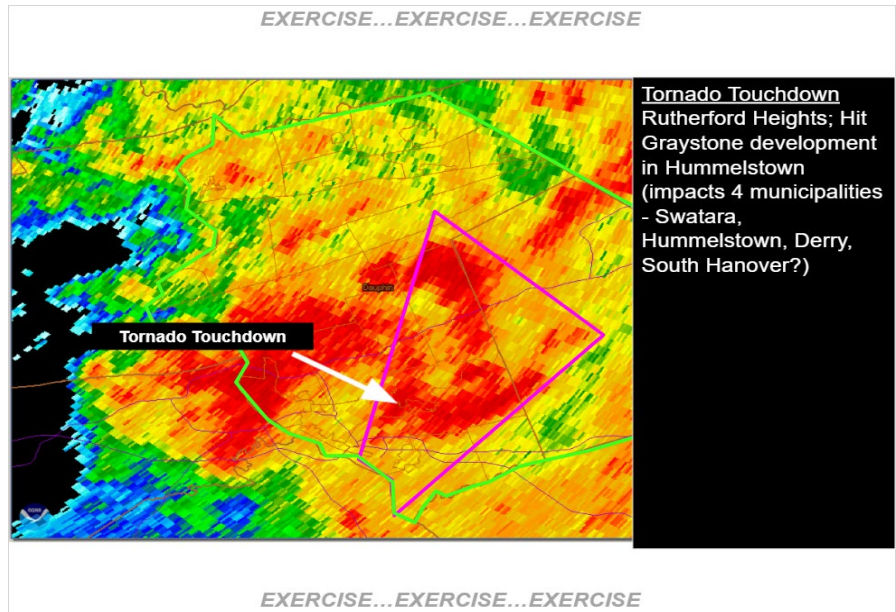 EXERCISE...EXERCISE...EXERCISE
Tornado Touchdown
Rutherford Heights; Hit
Graystone development
in Hummelstown
(impacts 4 municipalities
- Swatara,
Hummelstown, Derry,
South Hanover?)
Dauphin
Tornado Touchdown
EXERCISE...EXERCISE...EXERCISE